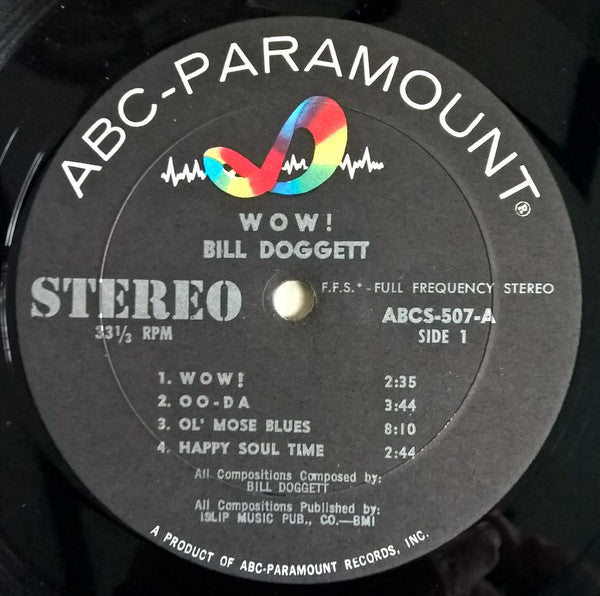 ABC-PARAMOUNT®
WOW!
BILL DOGGETT
STEREO
F.F.S.* - FULL FREQUENCY STEREO
33 1/3 RPM
ABCS-507-A
SIDE 1
1. WOW! 2:35
2. OO-DA 3:44
3. OL' MOSE BLUES 8:10
4. HAPPY SOUL TIME 2:44
All Compositions Composed by:
BILL DOGGETT
All Compositions Published by:
ISLIP MUSIC PUB., CO.—BMI
A PRODUCT OF ABC-PARAMOUNT RECORDS, INC.